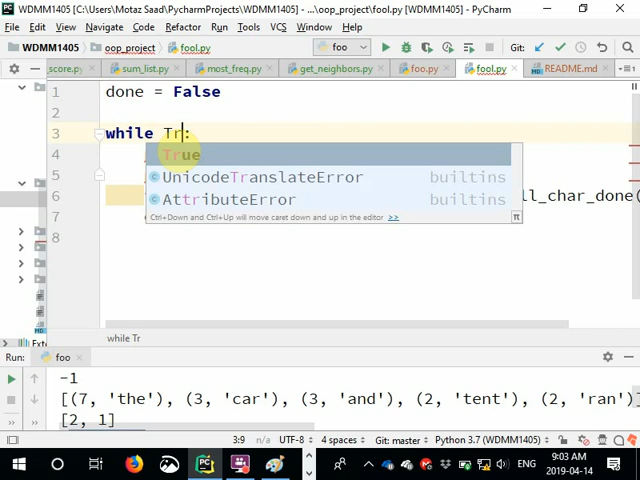 WDMM1405 [C:\Users\Motaz Saad\PycharmProjects\WDMM1405] - ...\oop_project\fool.py - PyCharm
File Edit View Navigate Code Refactor Run Tools VCS Window Help
WDMM1405 oop_project fool.py foo Git:
_score.py sum_list.py most_freq.py get_neighbors.py foo.py fool.py README.md
1 done = False
2
3 while Tr:
4 True
5 UnicodeTranslateError builtins
6 AttributeError builtins ll_char_done(
7 Ctrl+Down and Ctrl+Up will move caret down and up in the editor >> π
8
Exte
while Tr
Run: foo
-1
[(7, 'the'), (3, 'car'), (3, 'and'), (2, 'tent'), (2, 'ran')]
[2, 1]
3:9 n/a UTF-8 4 spaces Git: master Python 3.7 (WDMM1405)
ENG 9:03 AM
2019-04-14